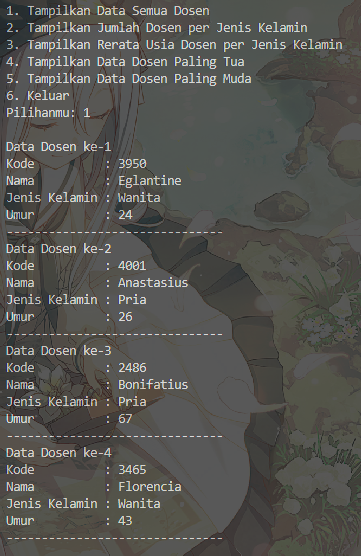 1. Tampilkan Data Semua Dosen
2. Tampilkan Jumlah Dosen per Jenis Kelamin
3. Tampilkan Rerata Usia Dosen per Jenis Kelamin
4. Tampilkan Data Dosen Paling Tua
5. Tampilkan Data Dosen Paling Muda
6. Keluar
Pilihanmu: 1
Data Dosen ke-1
Kode          : 3950
Nama          : Eglantine
Jenis Kelamin : Wanita
Umur          : 24
-------------------------------
Data Dosen ke-2
Kode          : 4001
Nama          : Anastasius
Jenis Kelamin : Pria
Umur          : 26
-------------------------------
Data Dosen ke-3
Kode          : 2486
Nama          : Bonifatius
Jenis Kelamin : Pria
Umur          : 67
-------------------------------
Data Dosen ke-4
Kode          : 3465
Nama          : Florencia
Jenis Kelamin : Wanita
Umur          : 43
-------------------------------